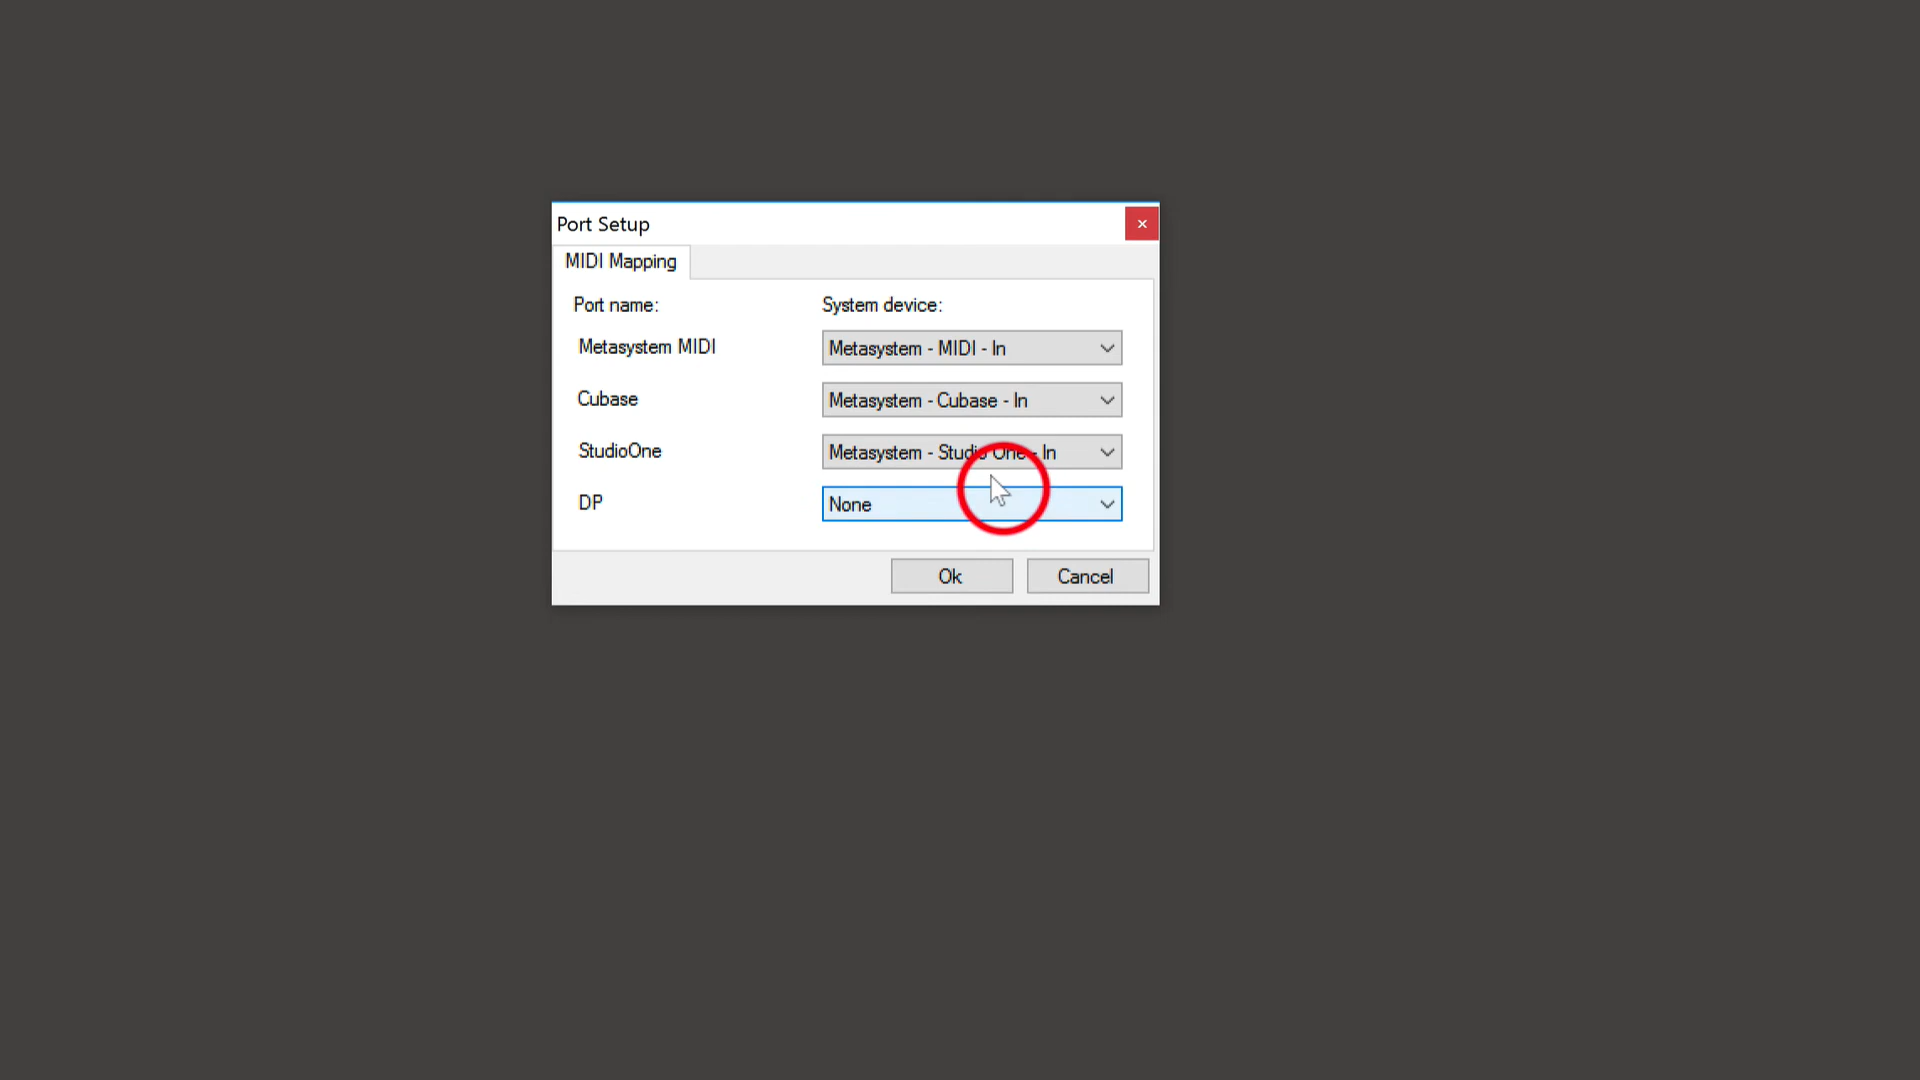 Port Setup
MIDI Mapping
Port name: System device:
Metasystem MIDI Metasystem - MIDI - In
Cubase Metasystem - Cubase - In
StudioOne Metasystem - Studio One - In
DP None
Ok Cancel